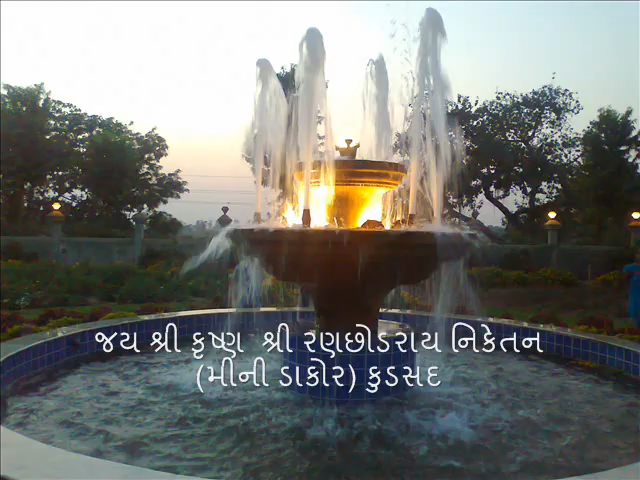 જય શ્રી કૃષ્ણ  શ્રી રણછોડરાય નિકેતન
(મીની ડાકોર) કુડસદ